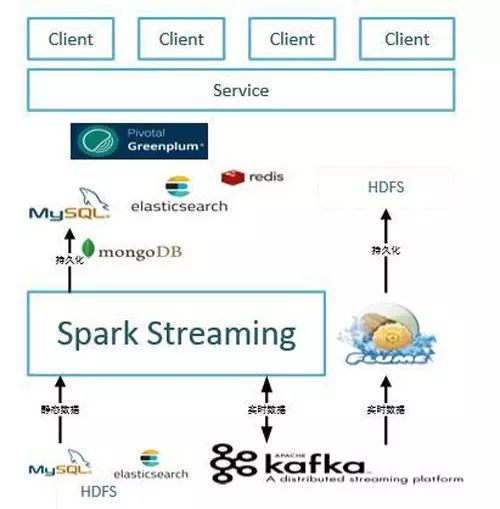 Client Client Client Client
Service
Pivotal
Greenplum
redis
HDFS
elasticsearch
MySQL
mongoDB
持久化
持久化
Spark Streaming
FLUME
静态数据
实时数据
实时数据
MySQL
elasticsearch
APACHE
kafka
A distributed streaming platform
HDFS